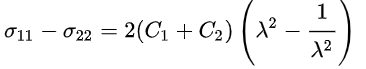 σ₁₁ − σ₂₂ = 2(C₁ + C₂) (λ² − 1/λ²)